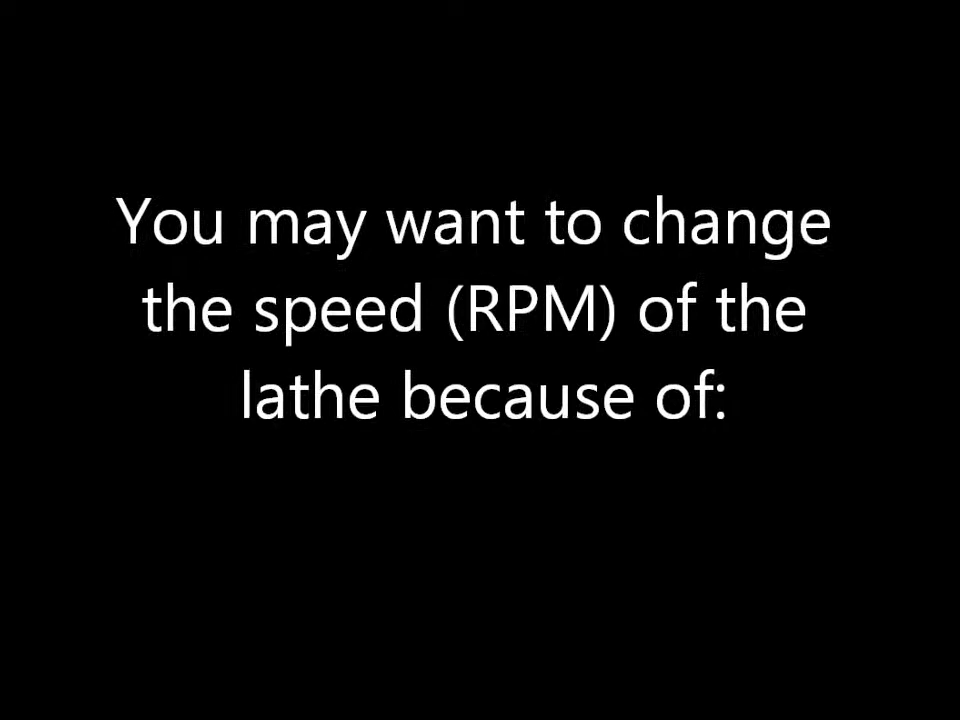 You may want to change
the speed (RPM) of the
lathe because of: